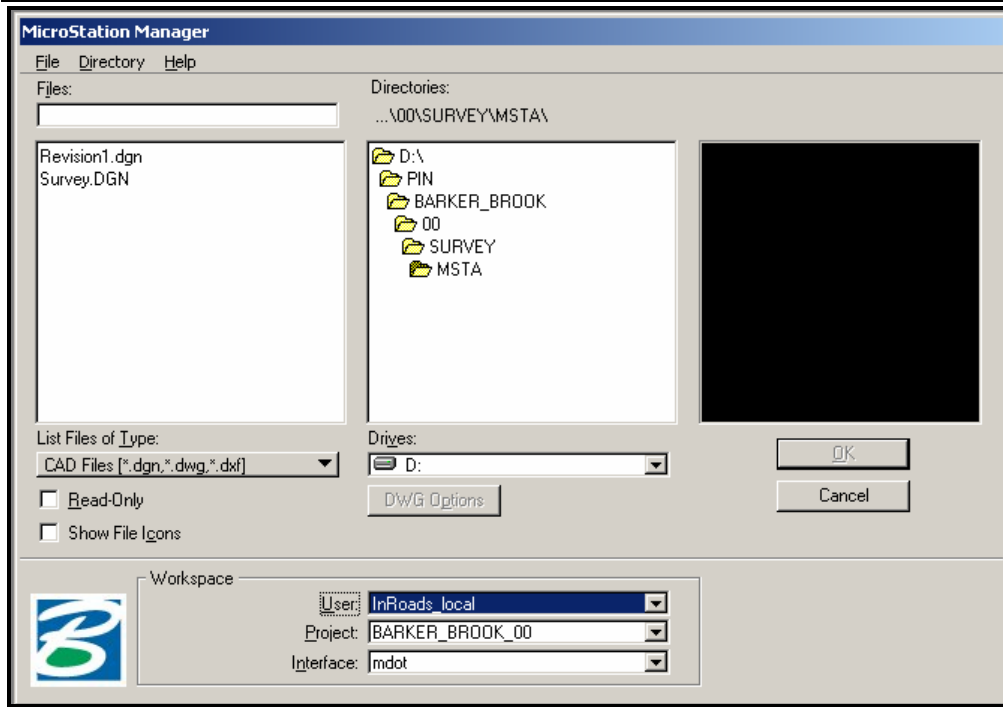 MicroStation Manager
File Directory Help
Files:
Directories:
...\00\SURVEY\MSTA\
Revision1.dgn
Survey.DGN
D:\
PIN
BARKER_BROOK
00
SURVEY
MSTA
List Files of Type:
CAD Files [*.dgn,*.dwg,*.dxf]
Read-Only
Show File Icons
Drives:
D:
DWG Options
OK
Cancel
Workspace
User: InRoads_local
Project: BARKER_BROOK_00
Interface: mdot